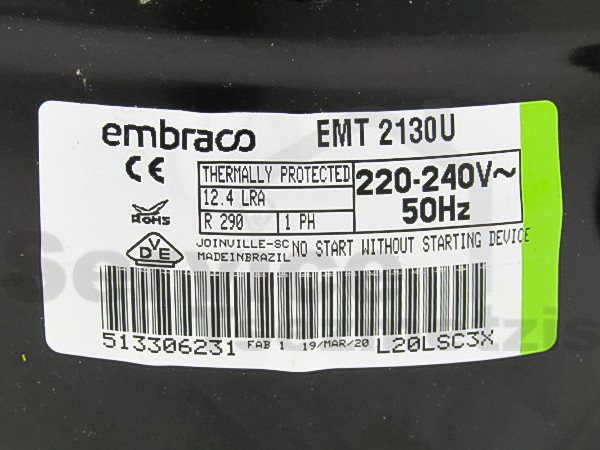 embraco EMT 2130U
CE
THERMALLY PROTECTED
12.4 LRA
R 290 1 PH
220-240V~
50Hz
RoHS
VDE
JOINVILLE-SC
MADEINBRAZIL
NO START WITHOUT STARTING DEVICE
513306231 FAB 1 19/MAR/20 L20LSC3X
Service